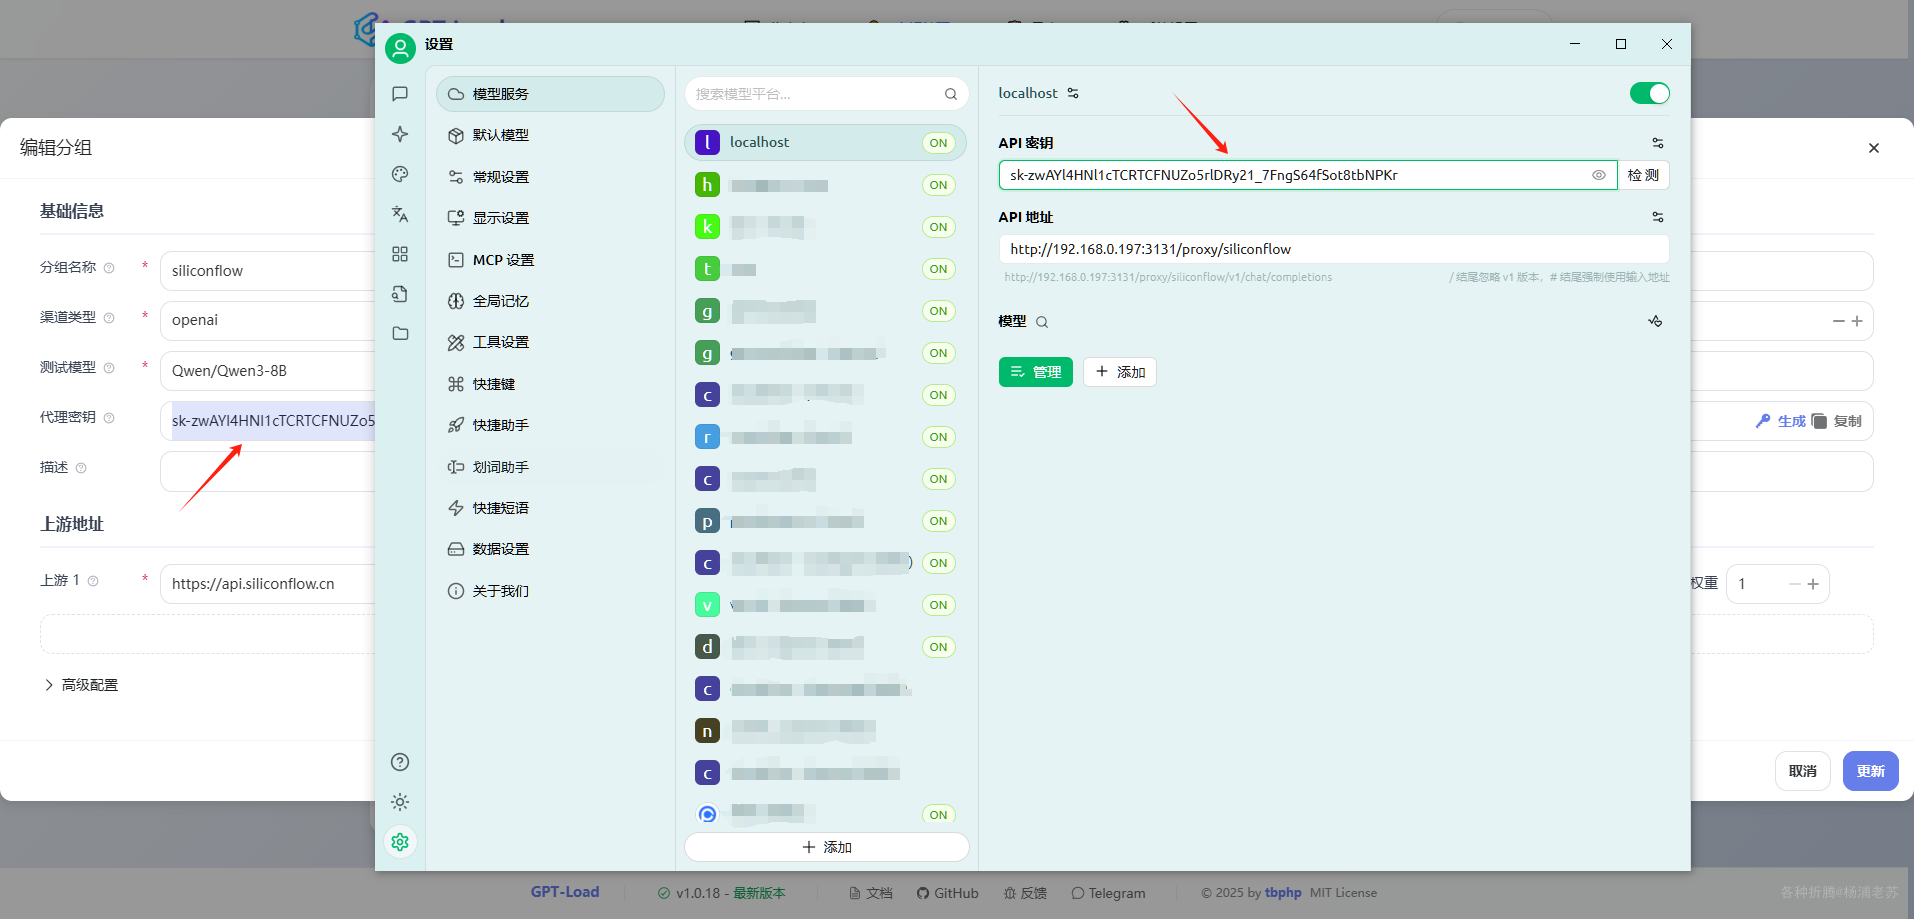 设置
模型服务
默认模型
常规设置
显示设置
MCP 设置
全局记忆
工具设置
快捷键
快捷助手
划词助手
快捷短语
数据设置
关于我们
搜索模型平台...
l localhost ON
h ON
k ON
t ON
g ON
g ON
c ON
r ON
c ON
p ON
c ON
v ON
d ON
c
n
c
ON
添加
localhost
API 密钥
sk-zwAYl4HNl1cTCRTCFNUZo5rlDRy21_7FngS64fSot8tbNPKr
检 测
API 地址
http://192.168.0.197:3131/proxy/siliconflow
http://192.168.0.197:3131/proxy/siliconflow/v1/chat/completions
/ 结尾忽略 v1 版本，# 结尾强制使用输入地址
模型
管理
添加
编辑分组
基础信息
分组名称 * siliconflow
渠道类型 * openai
测试模型 * Qwen/Qwen3-8B
代理密钥 sk-zwAYl4HNl1cTCRTCFNUZo5
生成 复制
描述
上游地址
上游 1 * https://api.siliconflow.cn
权重 1
高级配置
取消 更新
GPT-Load
v1.0.18 - 最新版本
文档 GitHub 反馈 Telegram
© 2025 by tbphp MIT License
各种折腾#杨浦老苏